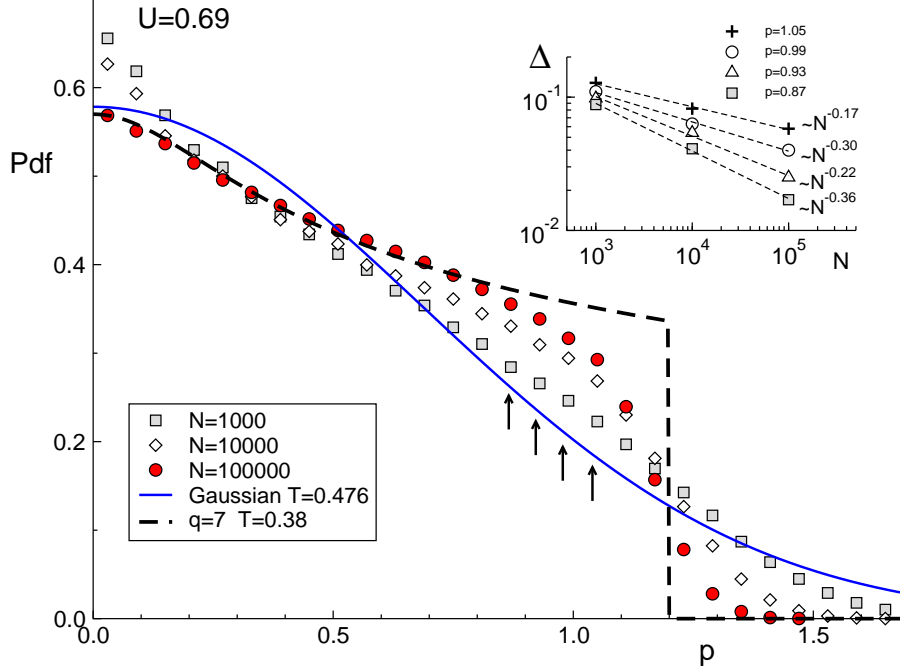 U=0.69
Pdf
0.6
0.4
0.2
0.0
0.0
0.5
1.0
1.5
p
N=1000
N=10000
N=100000
Gaussian T=0.476
q=7 T=0.38
Δ
p=1.05
p=0.99
p=0.93
p=0.87
10^-1
10^-2
10^3
10^4
10^5
N
~N^-0.17
~N^-0.30
~N^-0.22
~N^-0.36